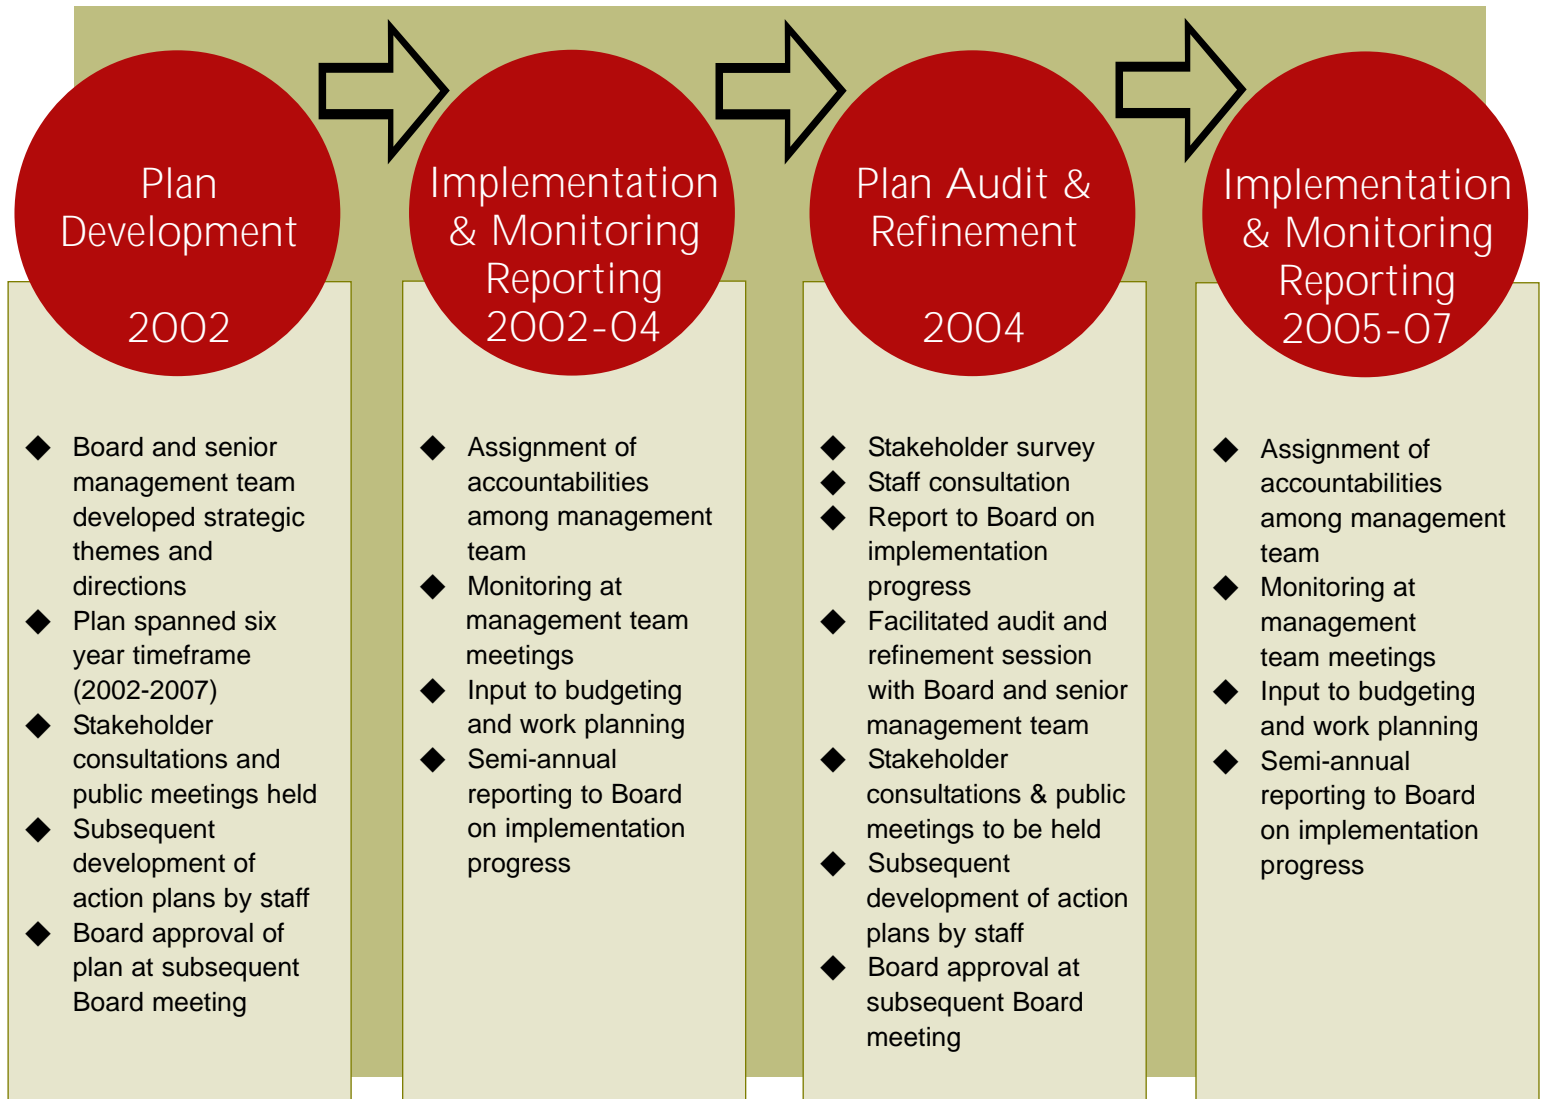 Plan
Development
2002
Board and senior
management team
developed strategic
themes and
directions
Plan spanned six
year timeframe
(2002-2007)
Stakeholder
consultations and
public meetings held
Subsequent
development of
action plans by staff
Board approval of
plan at subsequent
Board meeting
Implementation
& Monitoring
Reporting
2002-04
Assignment of
accountabilities
among management
team
Monitoring at
management team
meetings
Input to budgeting
and work planning
Semi-annual
reporting to Board
on implementation
progress
Plan Audit &
Refinement
2004
Stakeholder survey
Staff consultation
Report to Board on
implementation
progress
Facilitated audit and
refinement session
with Board and senior
management team
Stakeholder
consultations & public
meetings to be held
Subsequent
development of action
plans by staff
Board approval at
subsequent Board
meeting
Implementation
& Monitoring
Reporting
2005-07
Assignment of
accountabilities
among management
team
Monitoring at
management
team meetings
Input to budgeting
and work planning
Semi-annual
reporting to Board
on implementation
progress